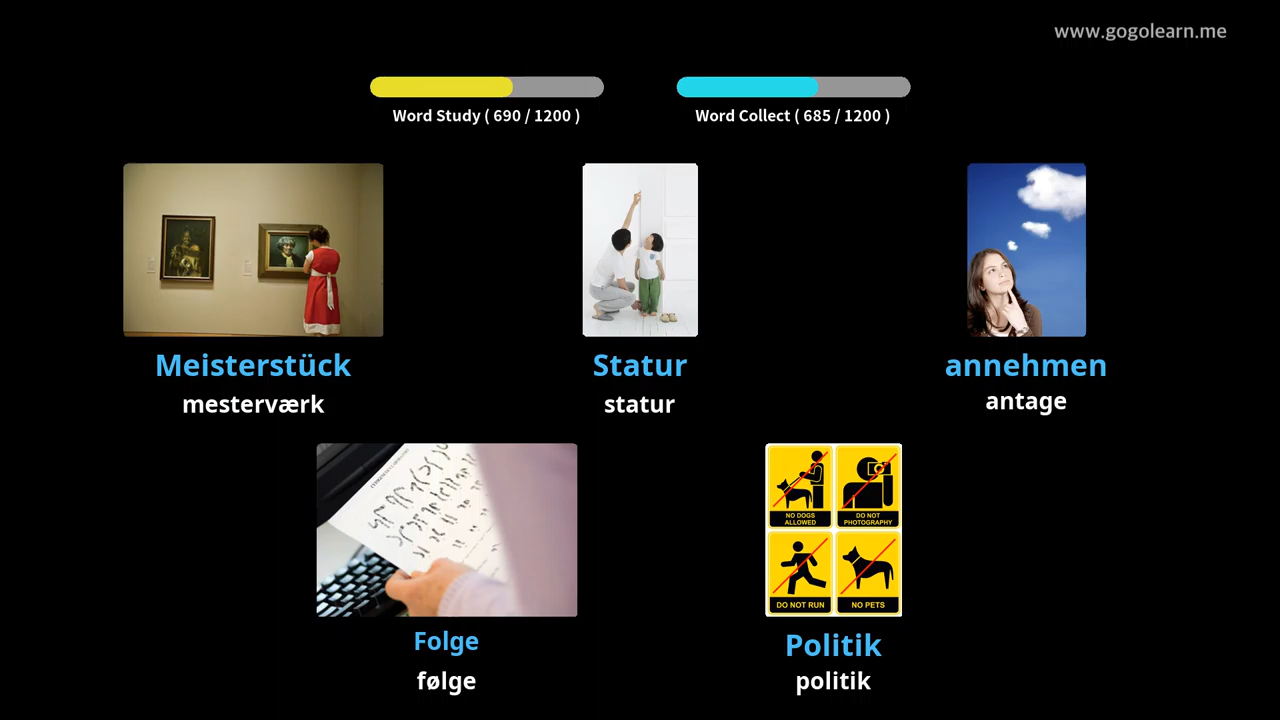 www.gogolearn.me
Word Study ( 690 / 1200 )
Word Collect ( 685 / 1200 )
Meisterstück
mesterværk
Statur
statur
annehmen
antage
Folge
følge
NO DOGS
ALLOWED
DO NOT
PHOTOGRAPHY
DO NOT RUN
NO PETS
Politik
politik